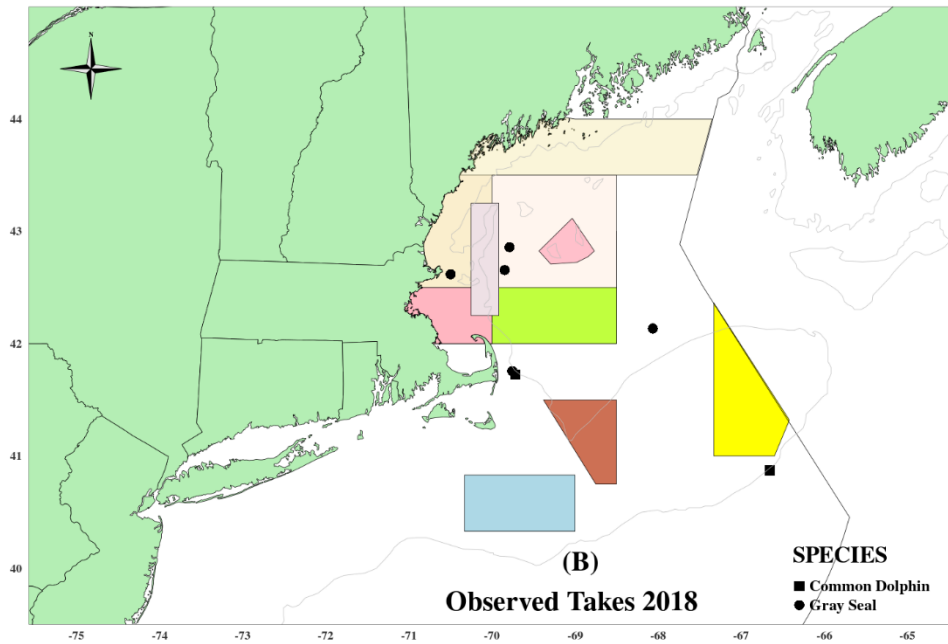 N
44
43
42
41
40
(B)
Observed Takes 2018
SPECIES
Common Dolphin
Gray Seal
-75 -74 -73 -72 -71 -70 -69 -68 -67 -66 -65